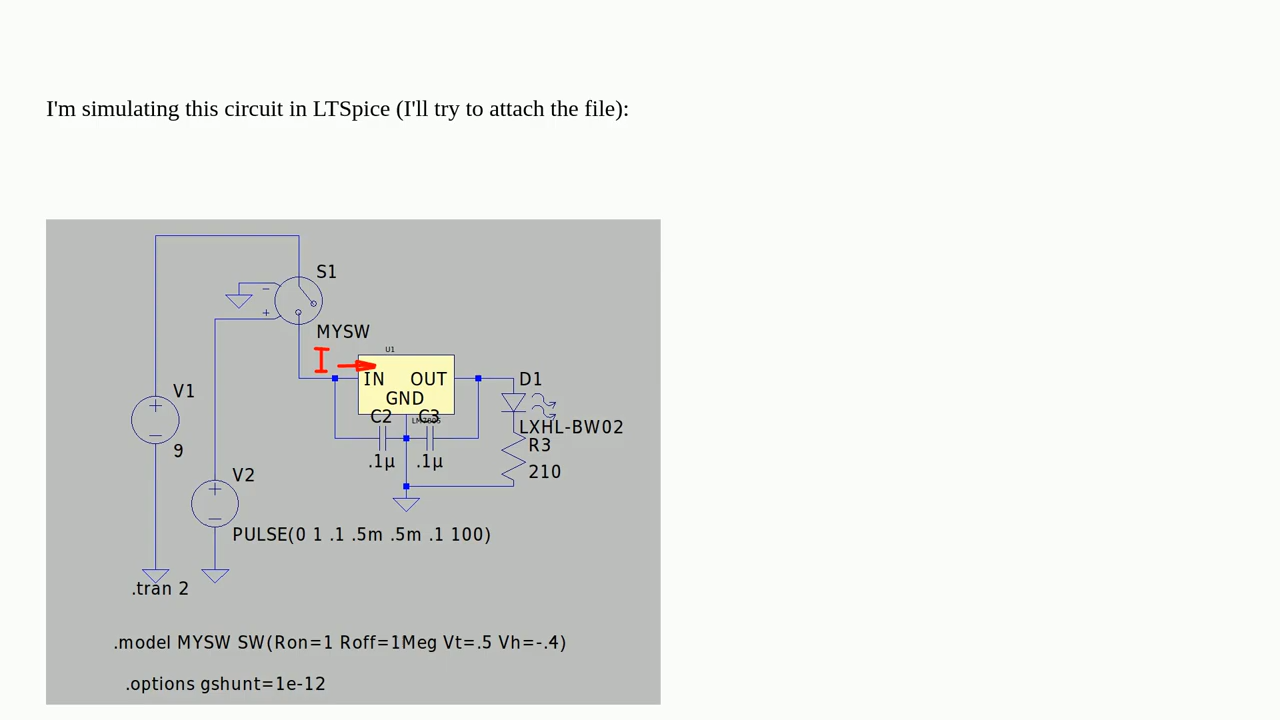 I'm simulating this circuit in LTSpice (I'll try to attach the file):
S1
MYSW
I
U1
IN OUT
GND
D1
V1
C2 C3
LXHL-BW02
R3
9
.1µ .1µ
210
V2
PULSE(0 1 .1 .5m .5m .1 100)
.tran 2
.model MYSW SW(Ron=1 Roff=1Meg Vt=.5 Vh=-.4)
.options gshunt=1e-12